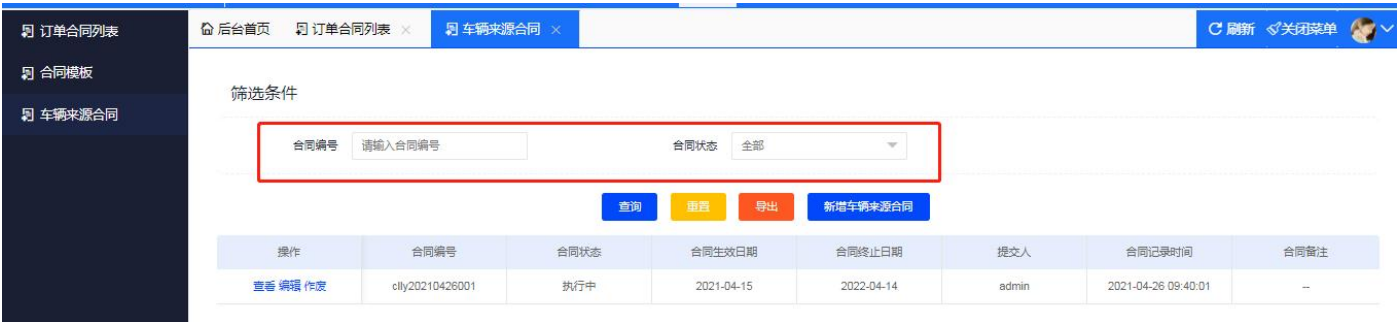 订单合同列表
合同模板
车辆来源合同
后台首页 订单合同列表 × 车辆来源合同 × 刷新 关闭菜单
筛选条件
合同编号 请输入合同编号 合同状态 全部
查询 重置 导出 新增车辆来源合同
操作 合同编号 合同状态 合同生效日期 合同终止日期 提交人 合同记录时间 合同备注
查看 编辑 作废 clly20210426001 执行中 2021-04-15 2022-04-14 admin 2021-04-26 09:40:01 --